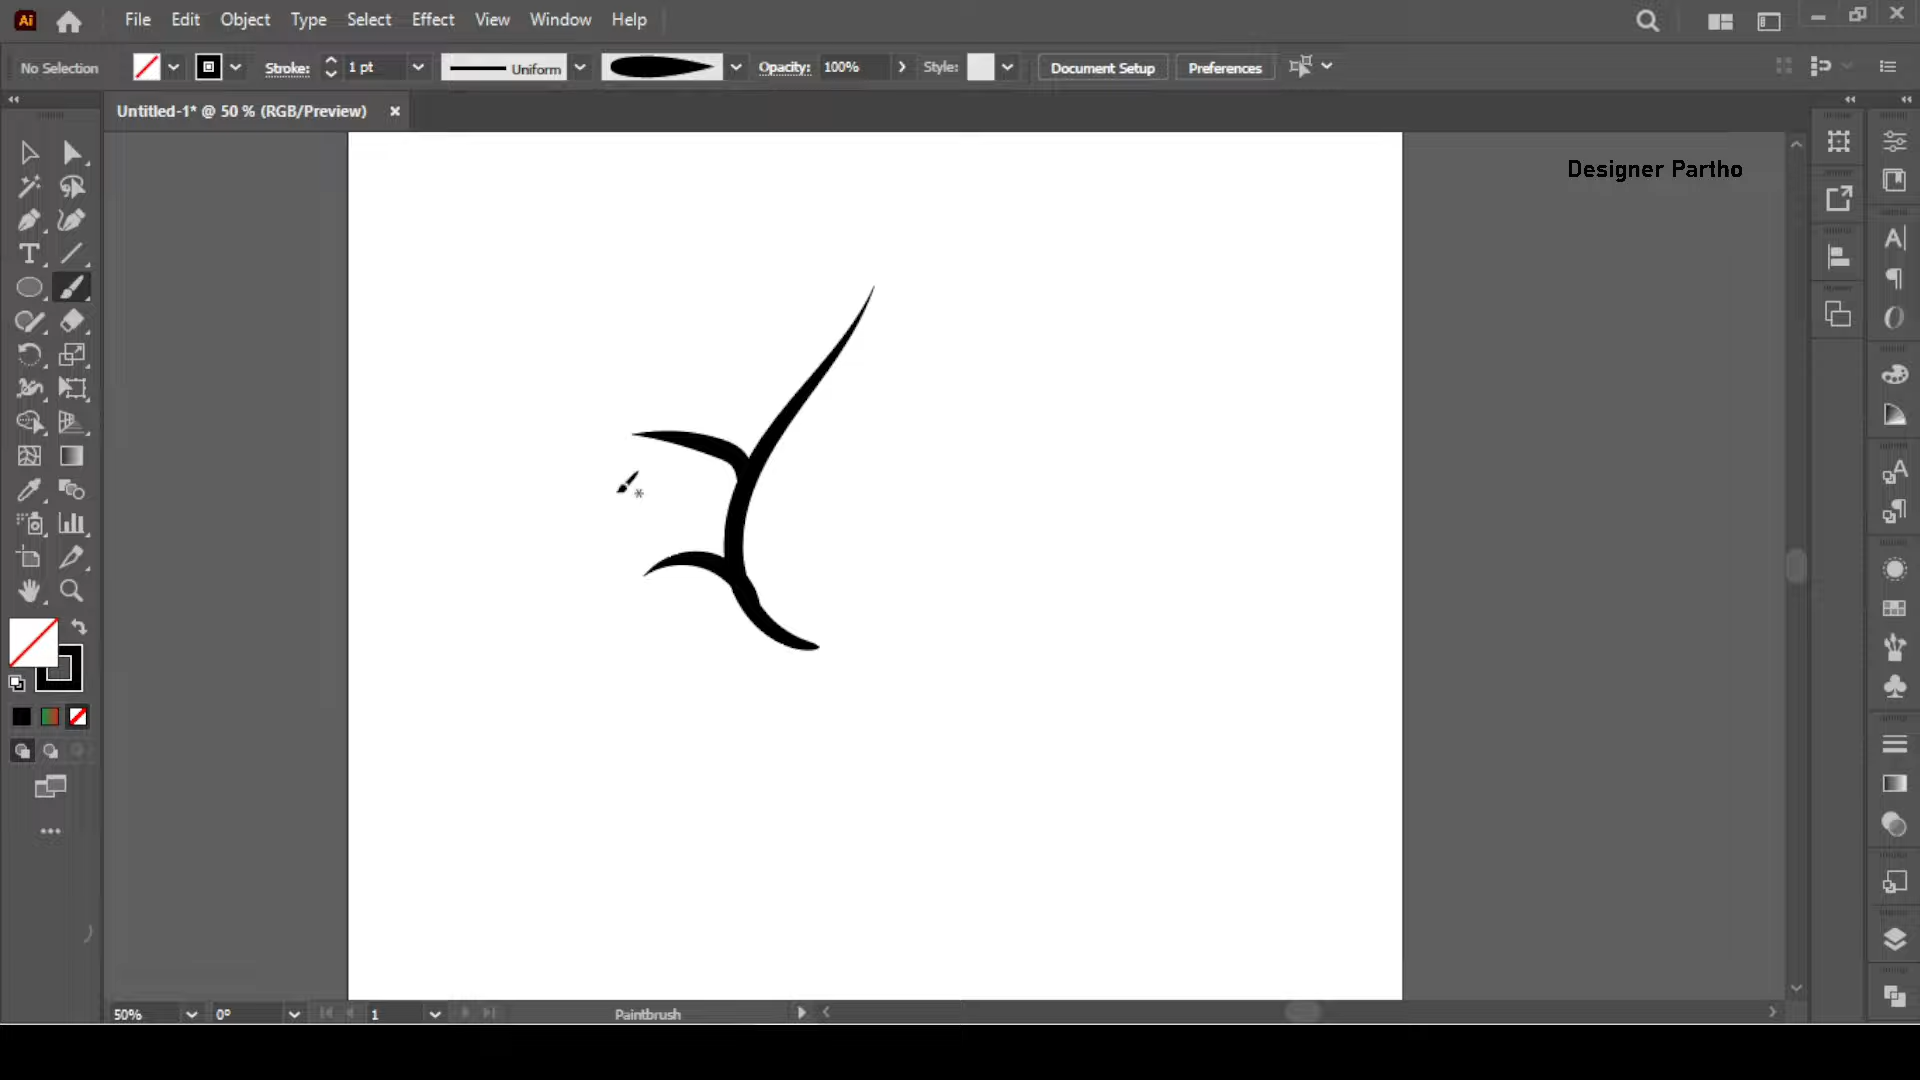 Ai File Edit Object Type Select Effect View Window Help
No Selection Stroke: 1 pt Uniform Opacity: 100% Style: Document Setup Preferences
Untitled-1* @ 50 % (RGB/Preview)
Designer Partho
50% 0° 1 Paintbrush